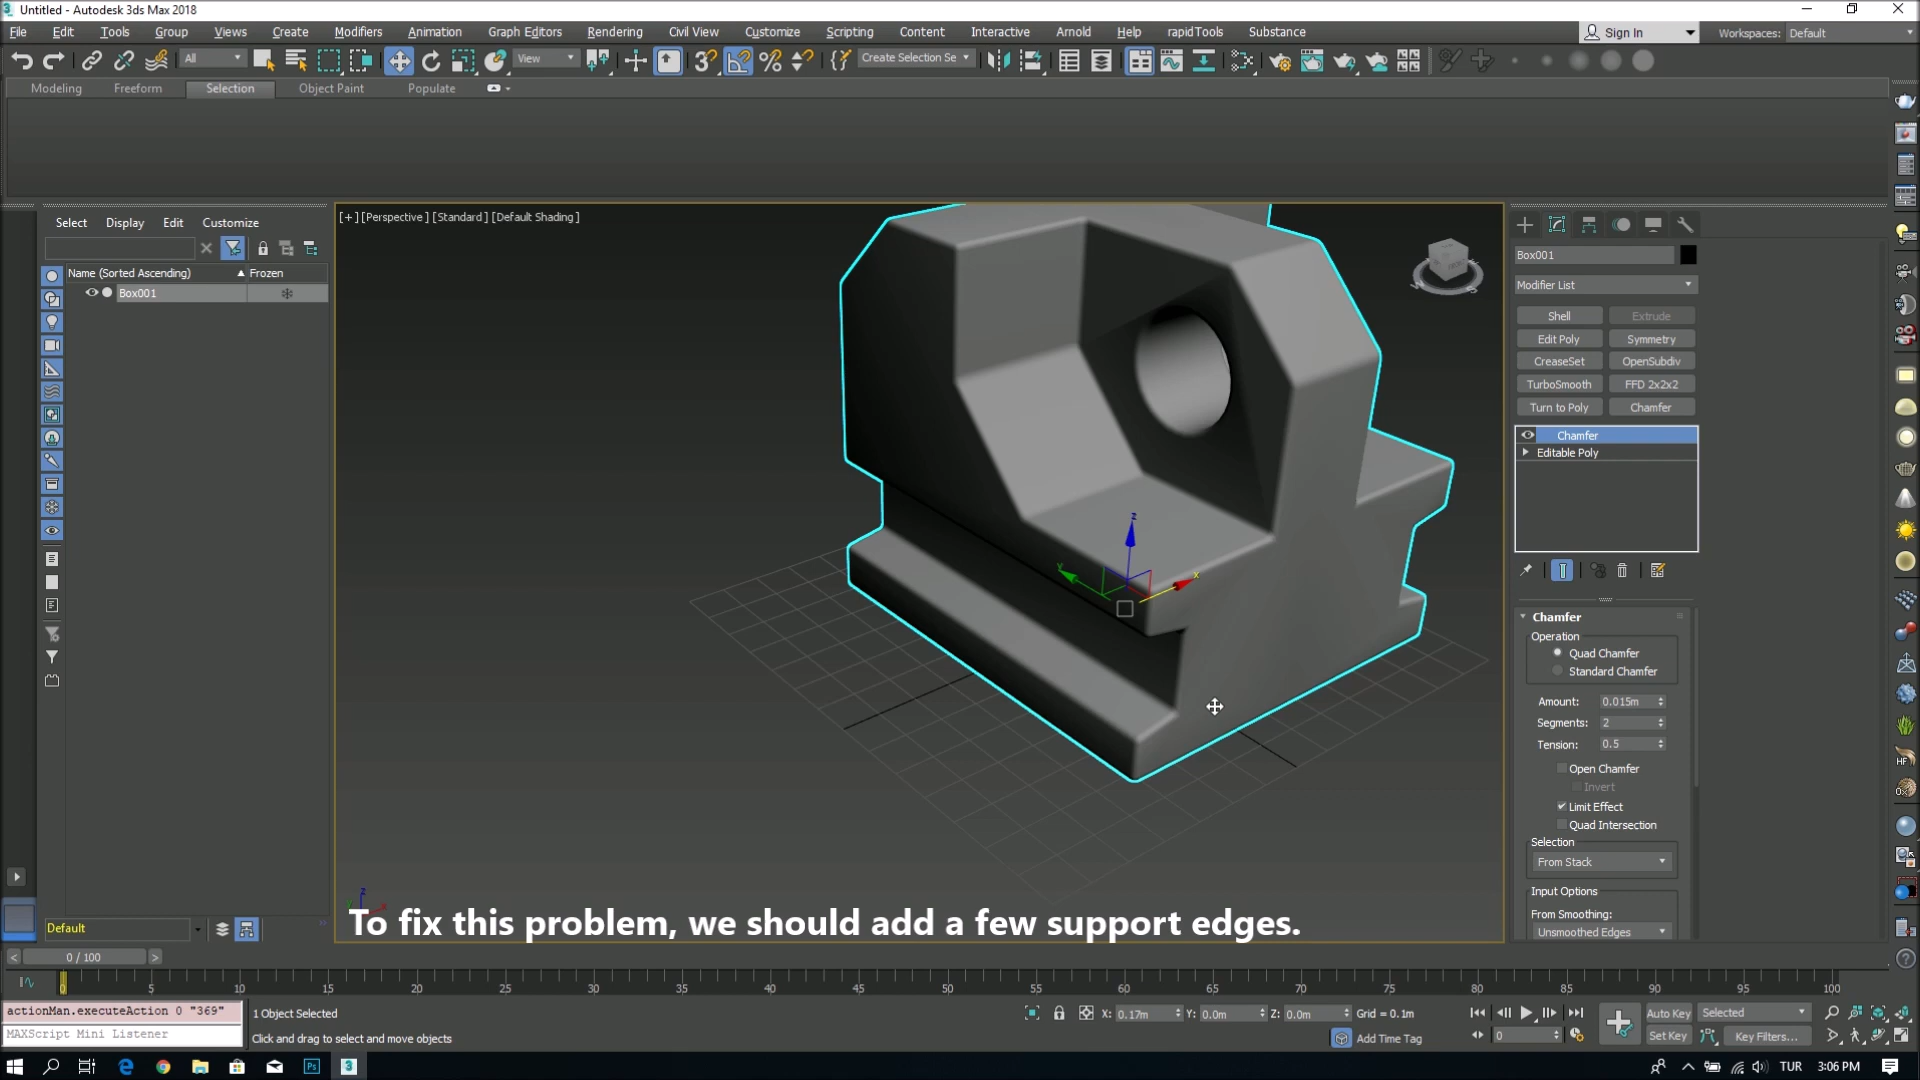 Untitled - Autodesk 3ds Max 2018
File Edit Tools Group Views Create Modifiers Animation Graph Editors Rendering Civil View Customize Scripting Content Interactive Arnold Help rapidTools Substance
Sign In Workspaces: Default
All View Create Selection Se
Modeling Freeform Selection Object Paint Populate
Select Display Edit Customize
Name (Sorted Ascending) Frozen
Box001
[+] [Perspective] [Standard] [Default Shading]
Box001
Modifier List
Shell Extrude
Edit Poly Symmetry
CreaseSet OpenSubdiv
TurboSmooth FFD 2x2x2
Turn to Poly Chamfer
Chamfer
Editable Poly
Chamfer
Operation
Quad Chamfer
Standard Chamfer
Amount: 0.015m
Segments: 2
Tension: 0.5
Open Chamfer
Invert
Limit Effect
Quad Intersection
Selection
From Stack
Input Options
From Smoothing:
Unsmoothed Edges
z
y
x
To fix this problem, we should add a few support edges.
Default
0 / 100
0 5 10 15 20 25 30 35 40 45 50 55 60 65 70 75 80 85 90 95 100
actionMan.executeAction 0 "369"
MAXScript Mini Listener
1 Object Selected
Click and drag to select and move objects
X: 0.17m Y: 0.0m Z: 0.0m Grid = 0.1m
Add Time Tag
0
Auto Key Selected
Set Key Key Filters...
TUR 3:06 PM